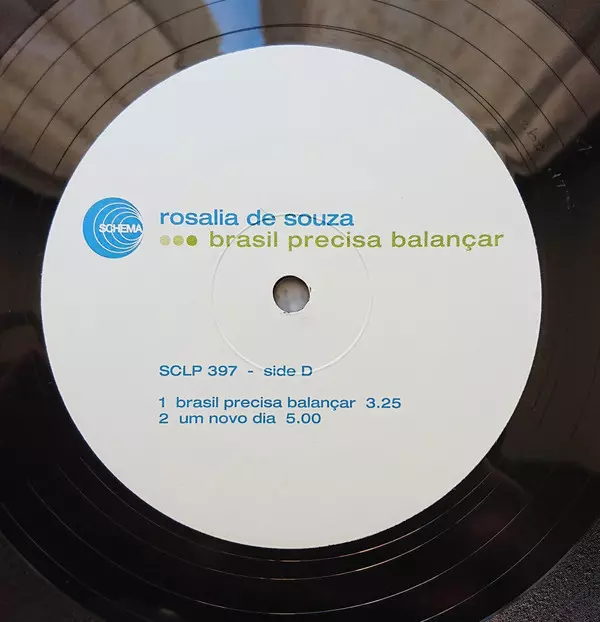 SCHEMA
rosalia de souza
brasil precisa balançar
SCLP 397 - side D
1 brasil precisa balançar 3.25
2 um novo dia 5.00